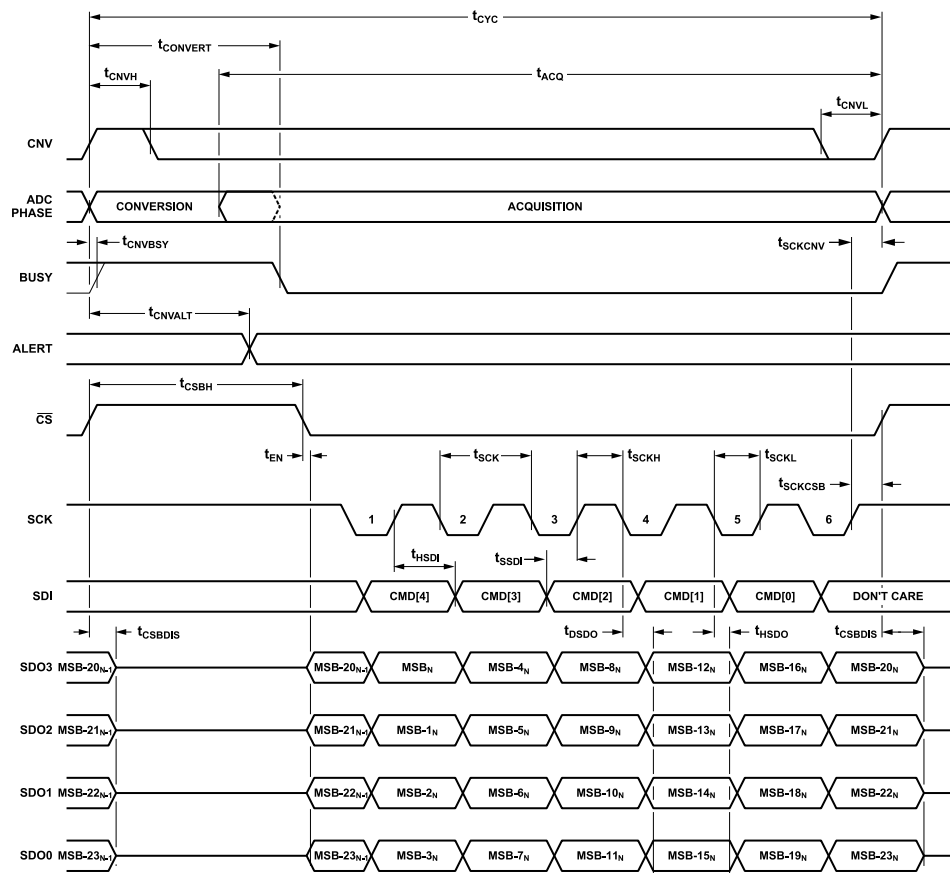 tCYC
tCONVERT
tCNVH
tACQ
tCNVL
CNV
ADC
PHASE
CONVERSION
ACQUISITION
tCNVBSY
tSCKCNV
BUSY
tCNVALT
ALERT
tCSBH
CS
tEN
tSCK
tSCKH
tSCKL
tSCKCSB
SCK
1
2
3
4
5
6
tHSDI
tSSDI
SDI
CMD[4]
CMD[3]
CMD[2]
CMD[1]
CMD[0]
DON'T CARE
tCSBDIS
tDSDO
tHSDO
tCSBDIS
SDO3 MSB-20N-1 MSB-20N-1 MSBN MSB-4N MSB-8N MSB-12N MSB-16N MSB-20N
SDO2 MSB-21N-1 MSB-21N-1 MSB-1N MSB-5N MSB-9N MSB-13N MSB-17N MSB-21N
SDO1 MSB-22N-1 MSB-22N-1 MSB-2N MSB-6N MSB-10N MSB-14N MSB-18N MSB-22N
SDO0 MSB-23N-1 MSB-23N-1 MSB-3N MSB-7N MSB-11N MSB-15N MSB-19N MSB-23N